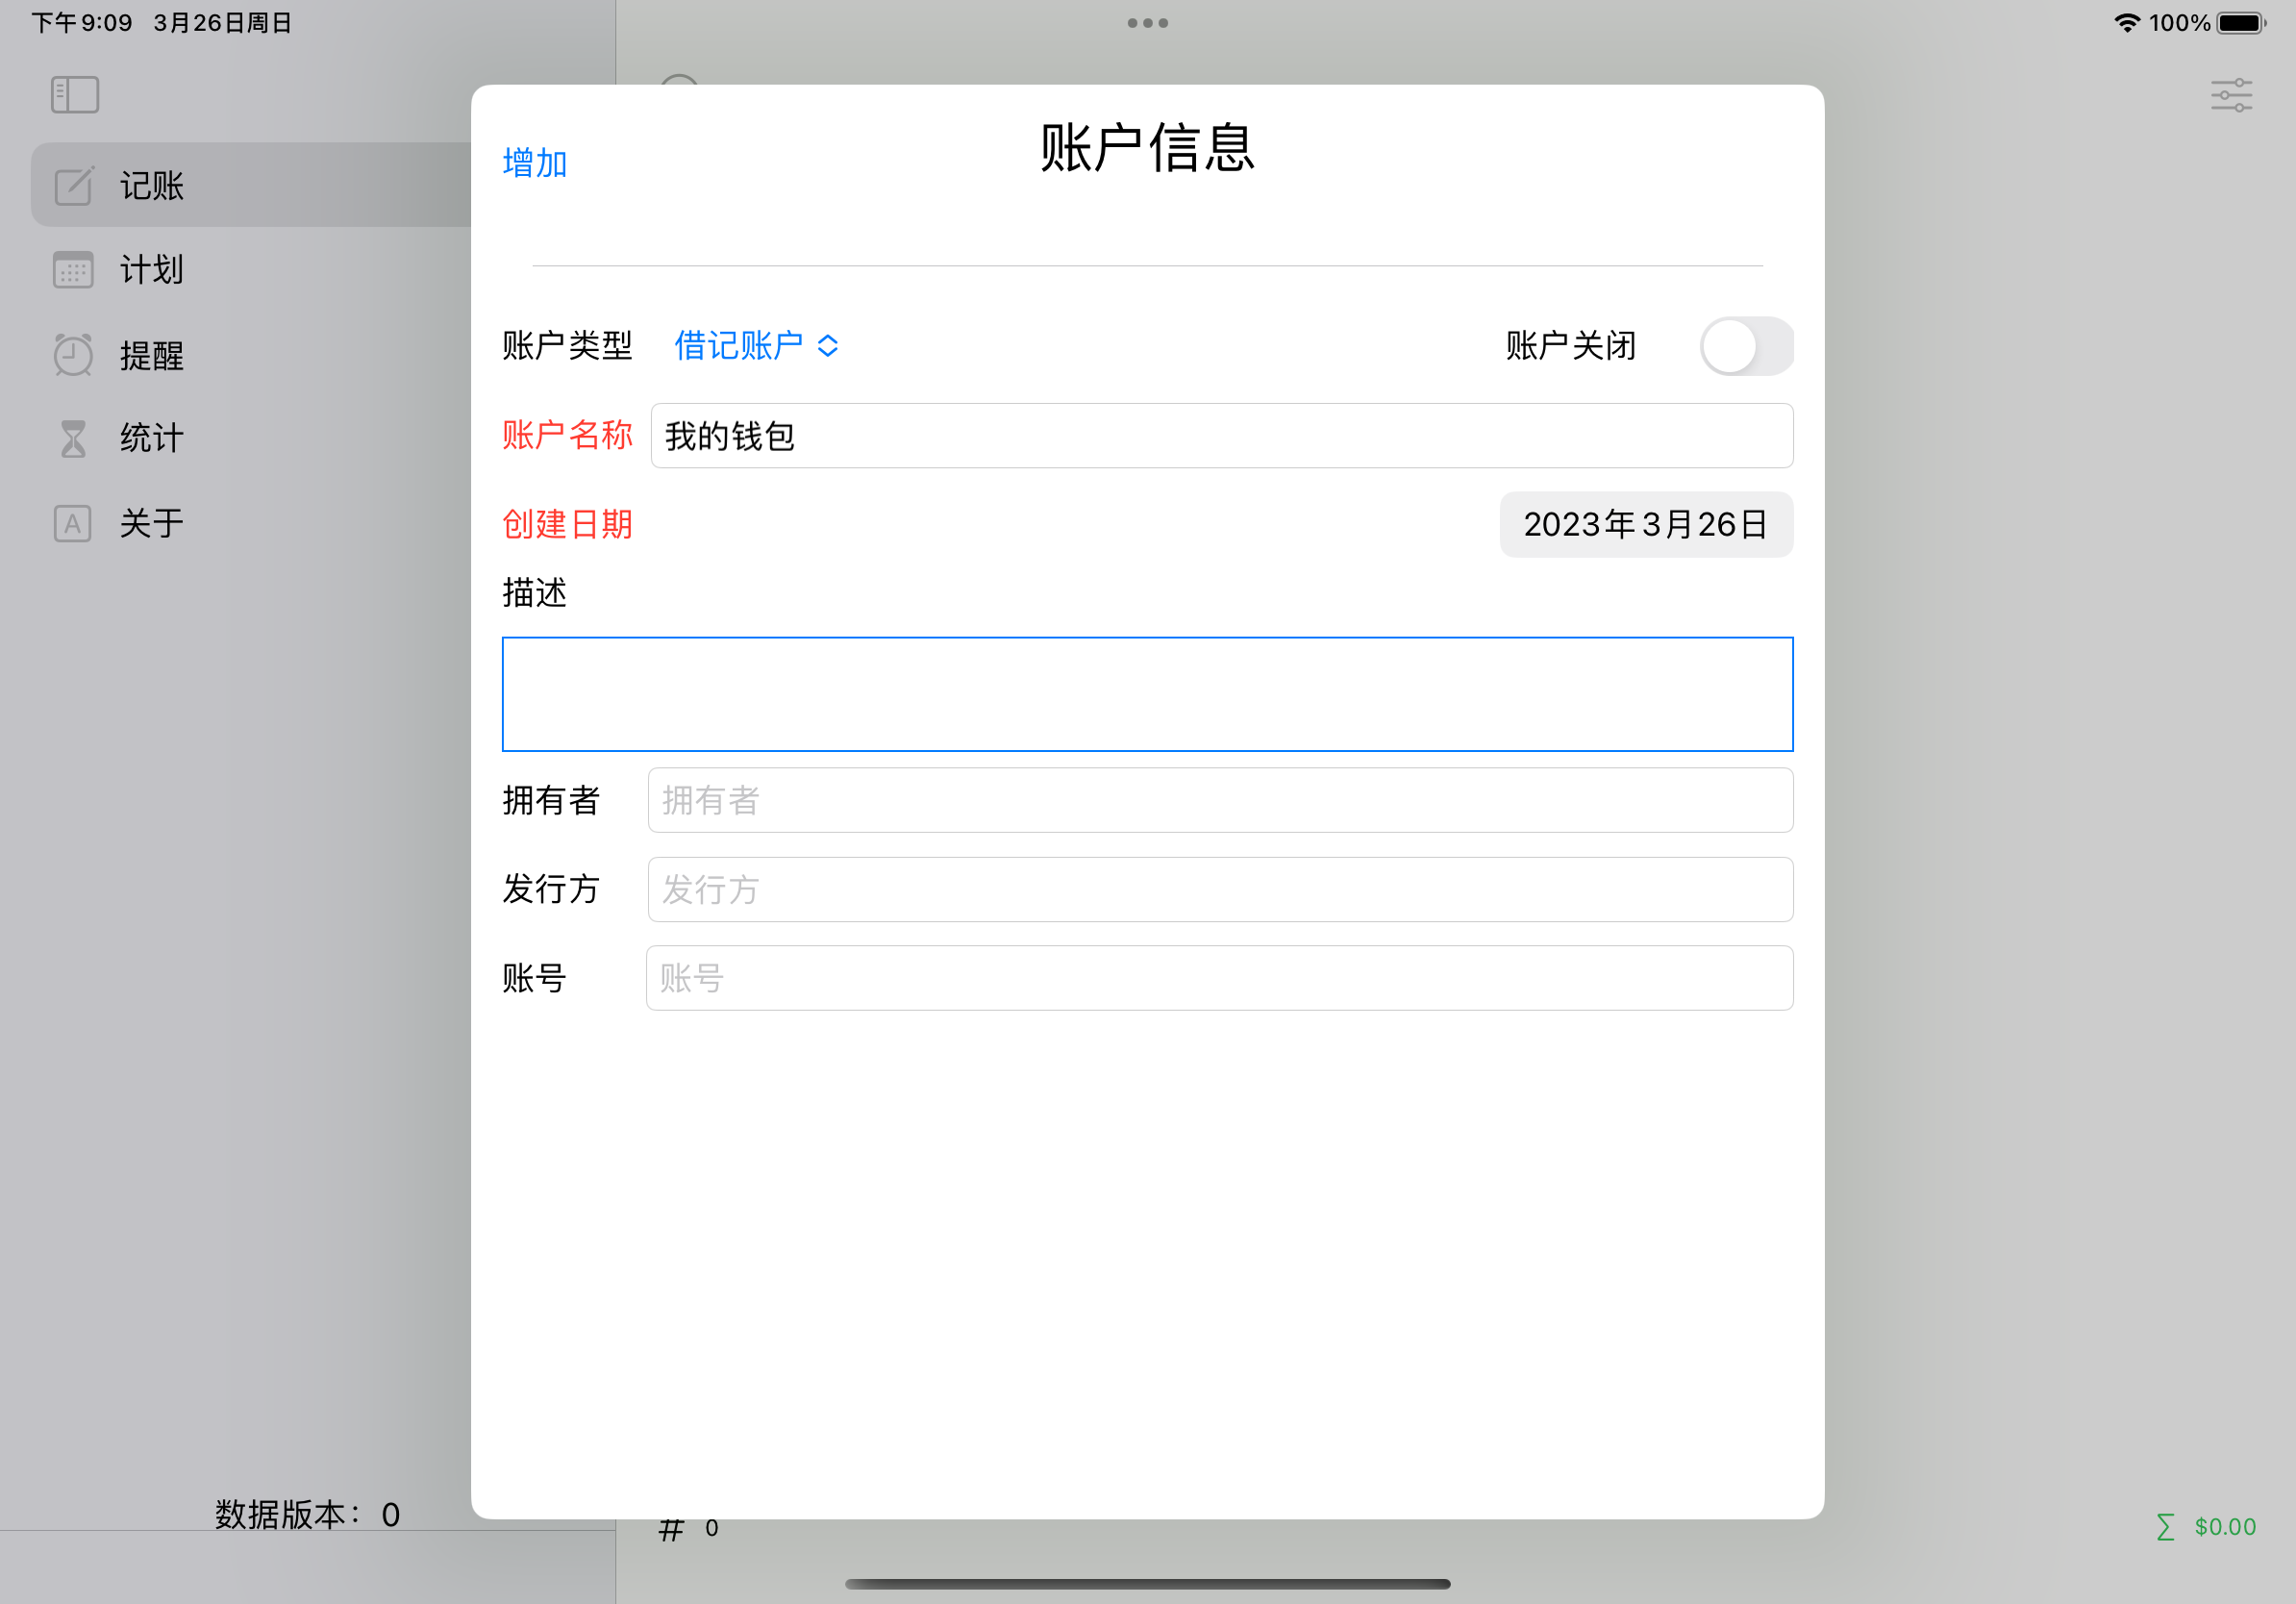 下午9:09 3月26日周日
100%
记账
计划
提醒
统计
A 关于
数据版本： 0
增加
账户信息
账户类型 借记账户 账户关闭
账户名称 我的钱包
创建日期 2023年3月26日
描述
拥有者 拥有者
发行方 发行方
账号 账号
# 0
∑ $0.00